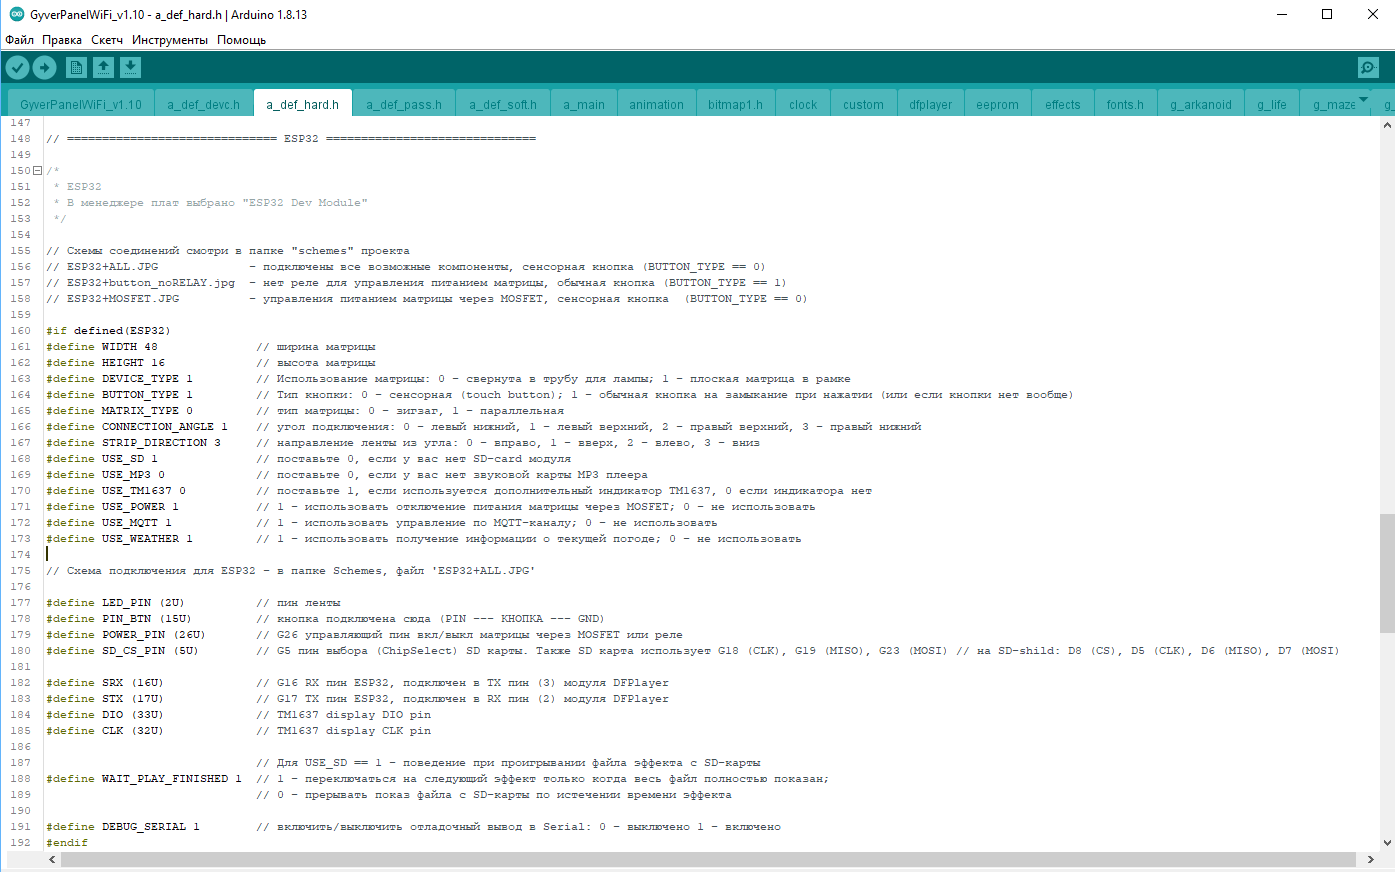 GyverPanelWiFi_v1.10 - a_def_hard.h | Arduino 1.8.13
Файл Правка Скетч Инструменты Помощь
GyverPanelWiFi_v1.10 a_def_devc.h a_def_hard.h a_def_pass.h a_def_soft.h a_main animation bitmap1.h clock custom dfplayer eeprom effects fonts.h g_arkanoid g_life g_maze g_
147
148 // ============================== ESP32 ==============================
149
150 /*
151 * ESP32
152 * В менеджере плат выбрано "ESP32 Dev Module"
153 */
154
155 // Схемы соединений смотри в папке "schemes" проекта
156 // ESP32+ALL.JPG - подключены все возможные компоненты, сенсорная кнопка (BUTTON_TYPE == 0)
157 // ESP32+button_noRELAY.jpg - нет реле для управления питанием матрицы, обычная кнопка (BUTTON_TYPE == 1)
158 // ESP32+MOSFET.JPG - управления питанием матрицы через MOSFET, сенсорная кнопка (BUTTON_TYPE == 0)
159
160 #if defined(ESP32)
161 #define WIDTH 48 // ширина матрицы
162 #define HEIGHT 16 // высота матрицы
163 #define DEVICE_TYPE 1 // Использование матрицы: 0 - свернута в трубу для лампы; 1 - плоская матрица в рамке
164 #define BUTTON_TYPE 1 // Тип кнопки: 0 - сенсорная (touch button); 1 - обычная кнопка на замыкание при нажатии (или если кнопки нет вообще)
165 #define MATRIX_TYPE 0 // тип матрицы: 0 - зигзаг, 1 - параллельная
166 #define CONNECTION_ANGLE 1 // угол подключения: 0 - левый нижний, 1 - левый верхний, 2 - правый верхний, 3 - правый нижний
167 #define STRIP_DIRECTION 3 // направление ленты из угла: 0 - вправо, 1 - вверх, 2 - влево, 3 - вниз
168 #define USE_SD 1 // поставьте 0, если у вас нет SD-card модуля
169 #define USE_MP3 0 // поставьте 0, если у вас нет звуковой карты MP3 плеера
170 #define USE_TM1637 0 // поставьте 1, если используется дополнительный индикатор TM1637, 0 если индикатора нет
171 #define USE_POWER 1 // 1 - использовать отключение питания матрицы через MOSFET; 0 - не использовать
172 #define USE_MQTT 1 // 1 - использовать управление по MQTT-каналу; 0 - не использовать
173 #define USE_WEATHER 1 // 1 - использовать получение информации о текущей погоде; 0 - не использовать
174
175 // Схема подключения для ESP32 - в папке Schemes, файл 'ESP32+ALL.JPG'
176
177 #define LED_PIN (2U) // пин ленты
178 #define PIN_BTN (15U) // кнопка подключена сюда (PIN --- КНОПКА --- GND)
179 #define POWER_PIN (26U) // G26 управляющий пин вкл/выкл матрицы через MOSFET или реле
180 #define SD_CS_PIN (5U) // G5 пин выбора (ChipSelect) SD карты. Также SD карта использует G18 (CLK), G19 (MISO), G23 (MOSI) // на SD-shild: D8 (CS), D5 (CLK), D6 (MISO), D7 (MOSI)
181
182 #define SRX (16U) // G16 RX пин ESP32, подключен в TX пин (3) модуля DFPlayer
183 #define STX (17U) // G17 TX пин ESP32, подключен в RX пин (2) модуля DFPlayer
184 #define DIO (33U) // TM1637 display DIO pin
185 #define CLK (32U) // TM1637 display CLK pin
186
187 // Для USE_SD == 1 - поведение при проигрывании файла эффекта с SD-карты
188 #define WAIT_PLAY_FINISHED 1 // 1 - переключаться на следующий эффект только когда весь файл полностью показан;
189 // 0 - прерывать показ файла с SD-карты по истечении времени эффекта
190
191 #define DEBUG_SERIAL 1 // включить/выключить отладочный вывод в Serial: 0 - выключено 1 - включено
192 #endif